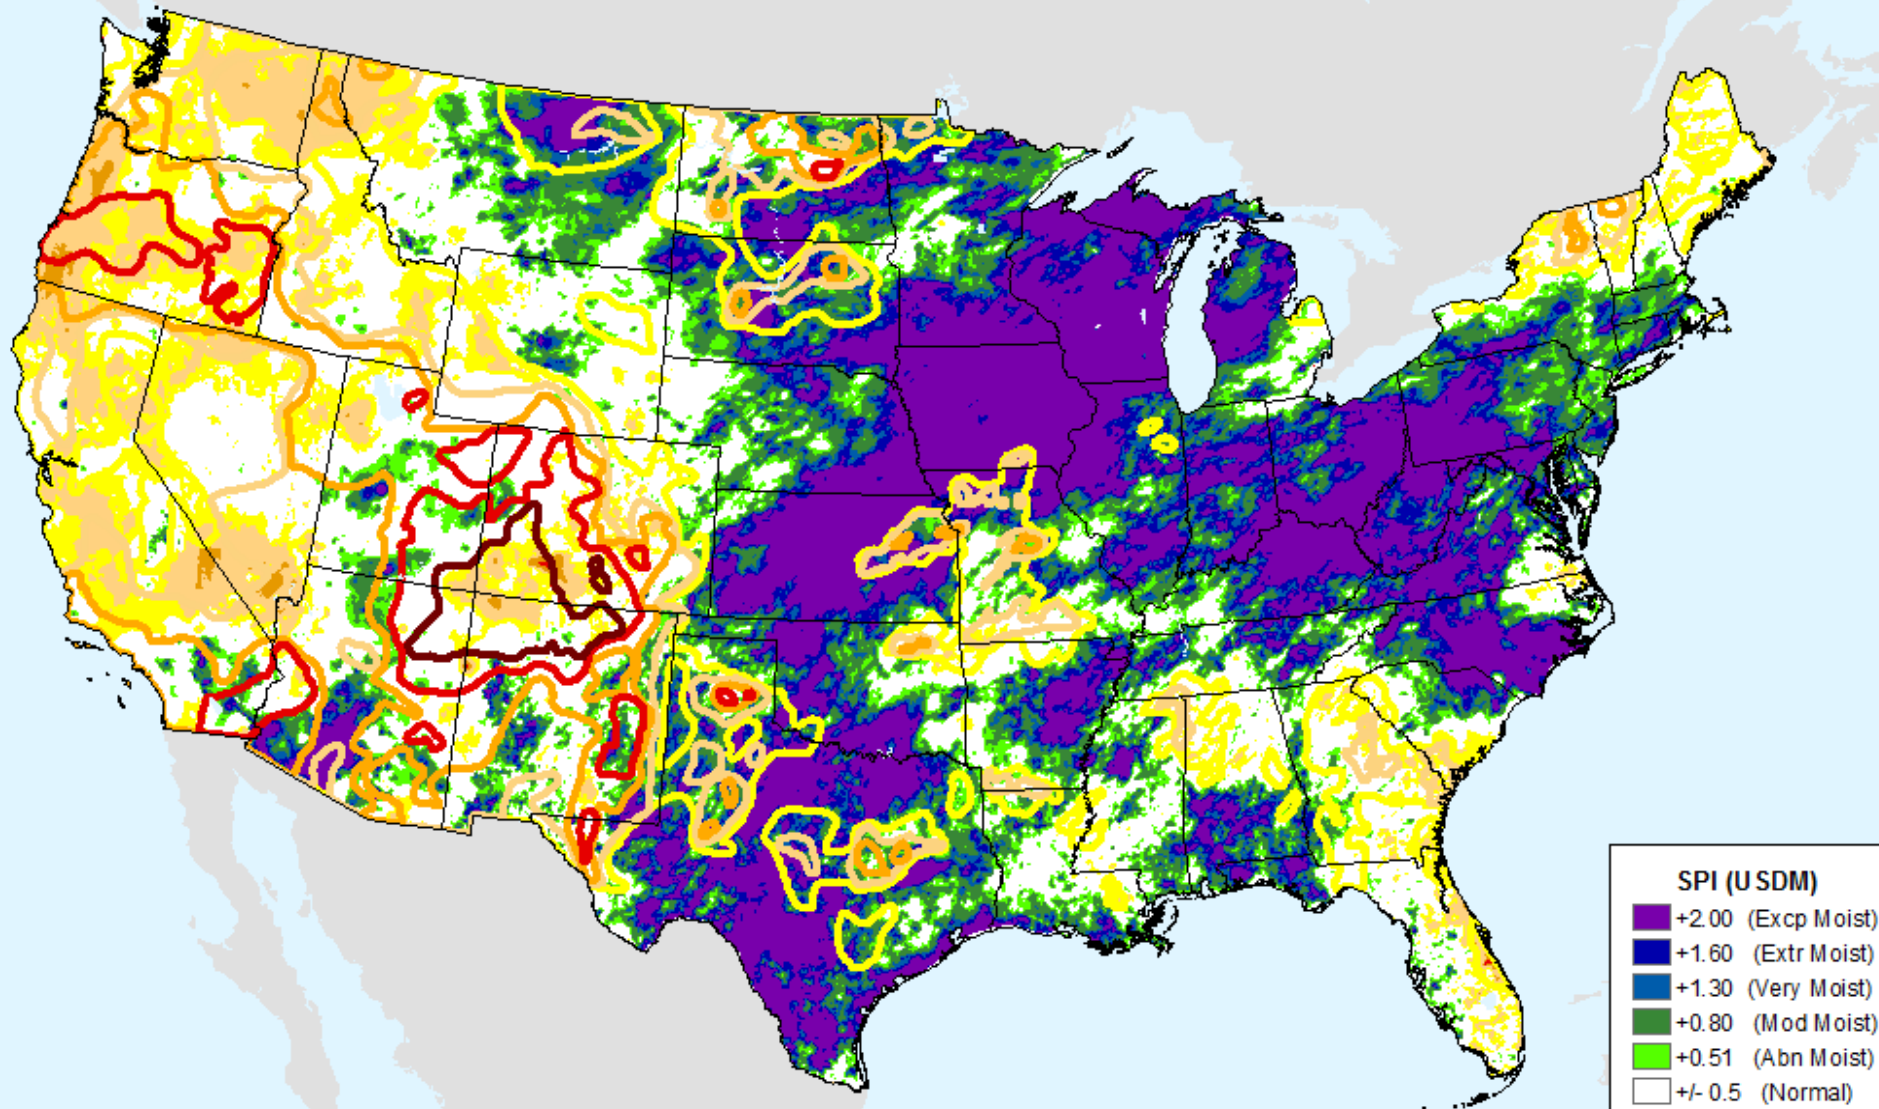 SPI (USDM)
+2.00 (Excp Moist)
+1.60 (Extr Moist)
+1.30 (Very Moist)
+0.80 (Mod Moist)
+0.51 (Abn Moist)
+/- 0.5 (Normal)